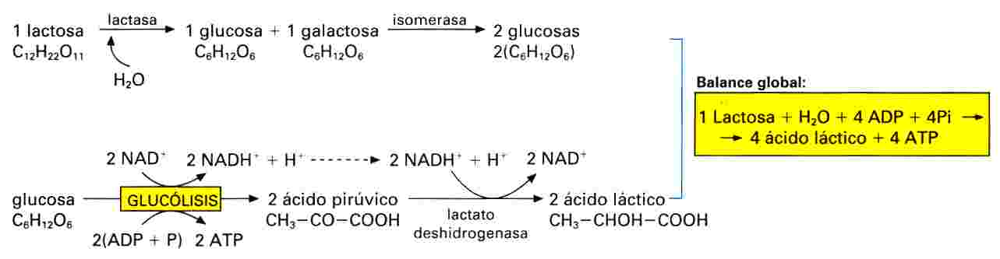 lactasa
isomerasa
1 lactosa
1 glucosa + 1 galactosa
2 glucosas
C₁₂H₂₂O₁₁
C₆H₁₂O₆
C₆H₁₂O₆
2(C₆H₁₂O₆)
H₂O
Balance global:
1 Lactosa + H₂O + 4 ADP + 4Pi →
→ 4 ácido láctico + 4 ATP
2 NAD⁺
2 NADH⁺ + H⁺
2 NADH⁺ + H⁺
2 NAD⁺
glucosa
GLUCÓLISIS
2 ácido pirúvico
2 ácido láctico
C₆H₁₂O₆
CH₃–CO–COOH
lactato
deshidrogenasa
CH₃–CHOH–COOH
2(ADP + P)
2 ATP